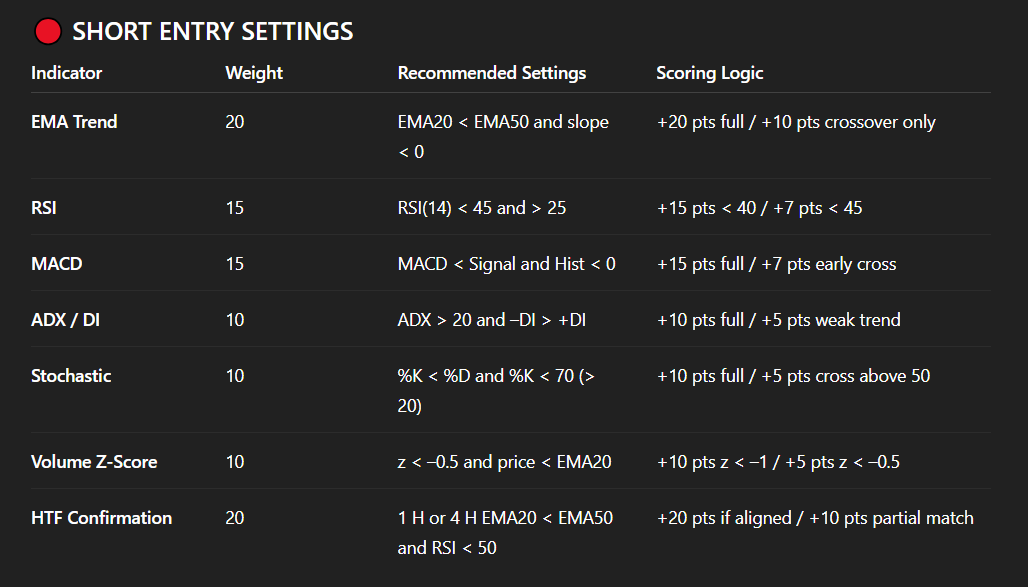 SHORT ENTRY SETTINGS
Indicator Weight Recommended Settings Scoring Logic
EMA Trend 20 EMA20 < EMA50 and slope +20 pts full / +10 pts crossover only
< 0
RSI 15 RSI(14) < 45 and > 25 +15 pts < 40 / +7 pts < 45
MACD 15 MACD < Signal and Hist < 0 +15 pts full / +7 pts early cross
ADX / DI 10 ADX > 20 and –DI > +DI +10 pts full / +5 pts weak trend
Stochastic 10 %K < %D and %K < 70 (> +10 pts full / +5 pts cross above 50
20)
Volume Z-Score 10 z < –0.5 and price < EMA20 +10 pts z < –1 / +5 pts z < –0.5
HTF Confirmation 20 1 H or 4 H EMA20 < EMA50 +20 pts if aligned / +10 pts partial match
and RSI < 50